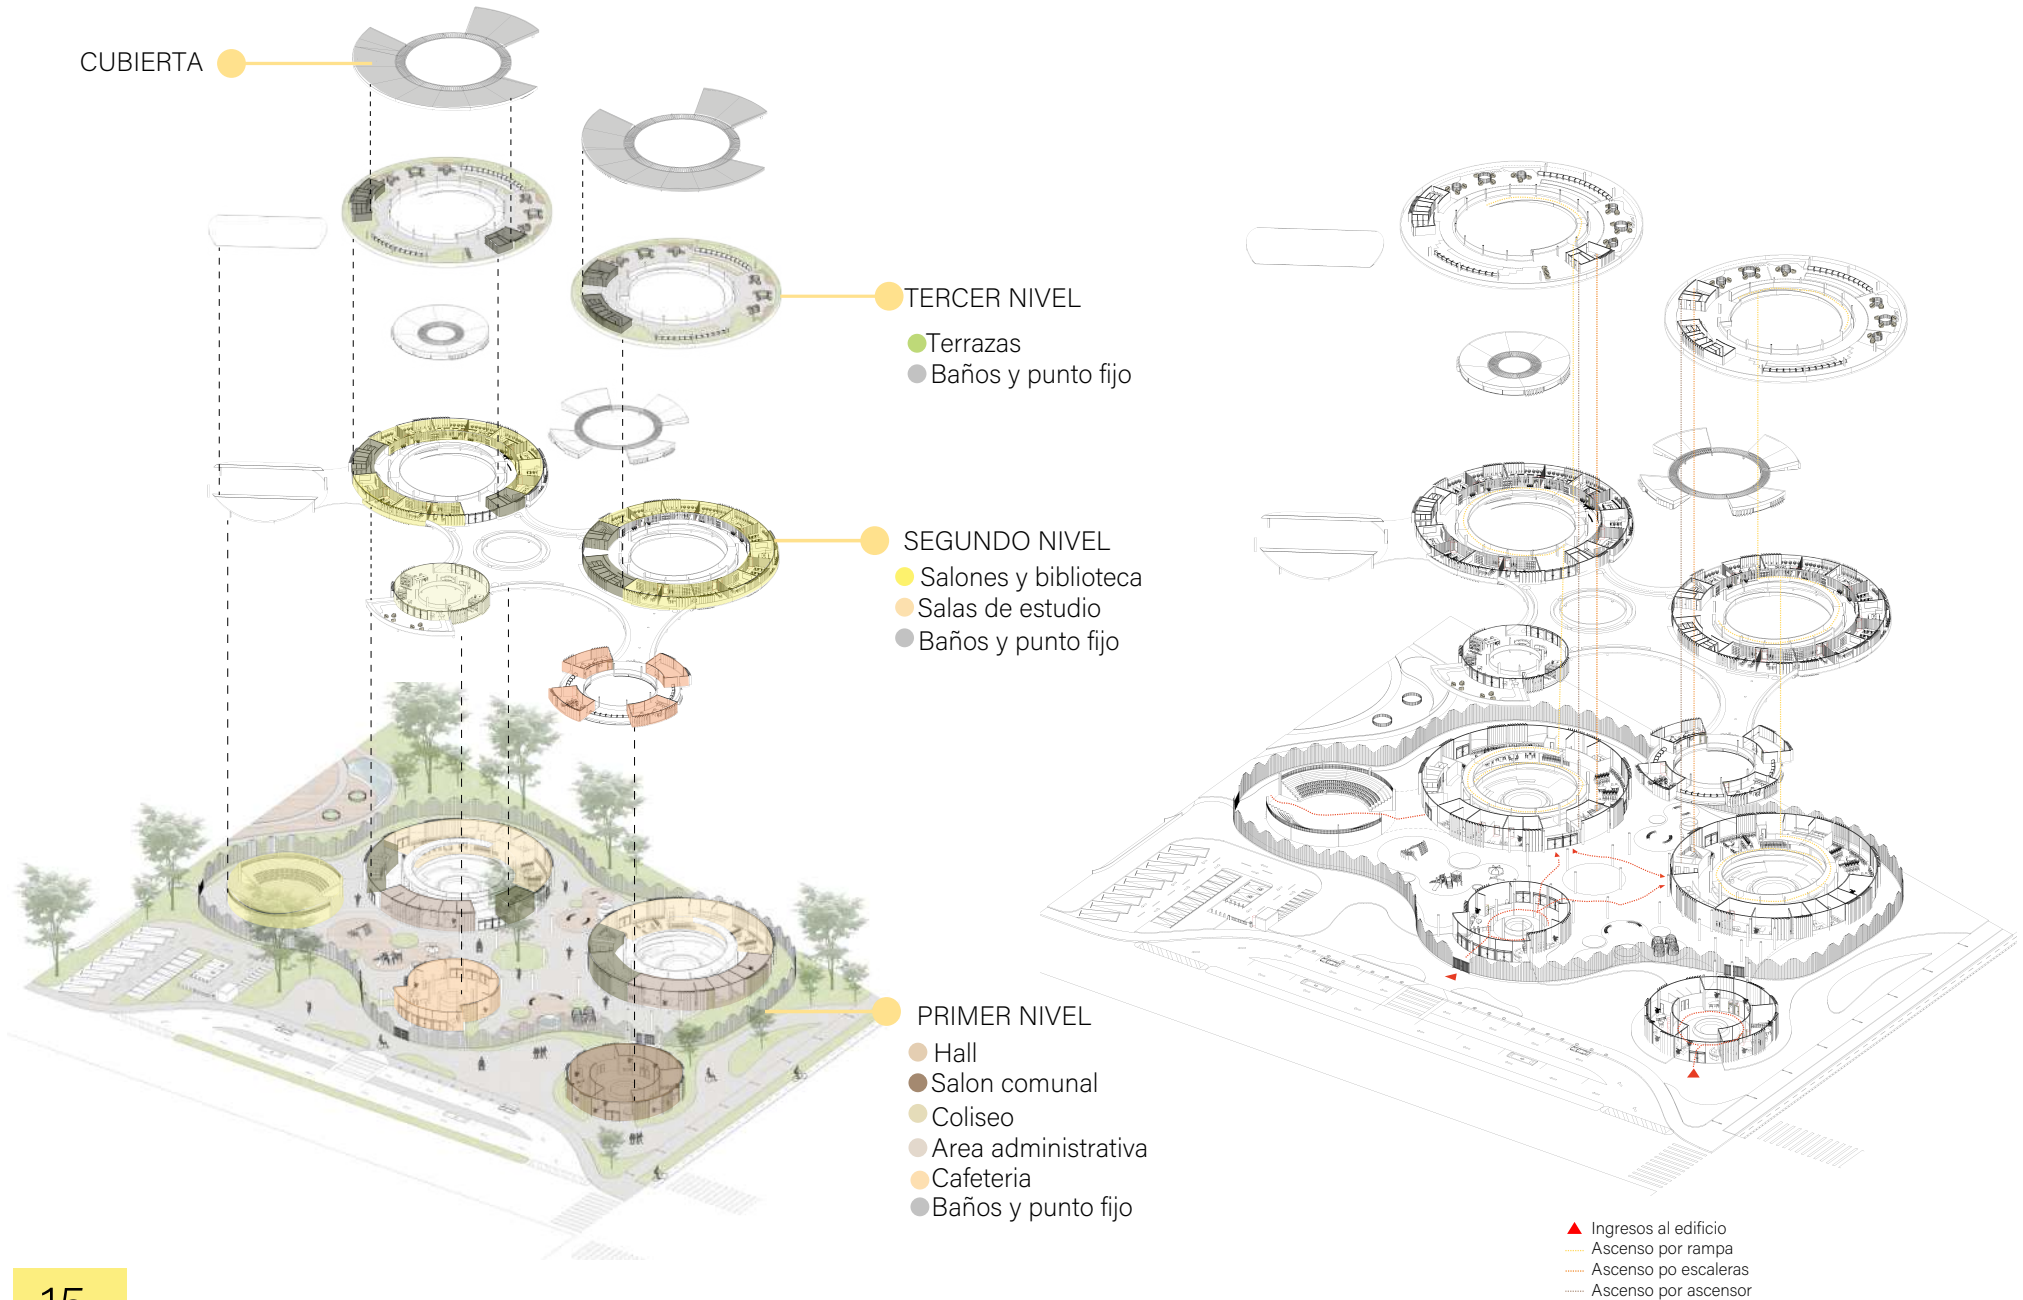 CUBIERTA
TERCER NIVEL
Terrazas
Baños y punto fijo
SEGUNDO NIVEL
Salones y biblioteca
Salas de estudio
Baños y punto fijo
PRIMER NIVEL
Hall
Salon comunal
Coliseo
Area administrativa
Cafeteria
Baños y punto fijo
Ingresos al edificio
Ascenso por rampa
Ascenso po escaleras
Ascenso por ascensor
15